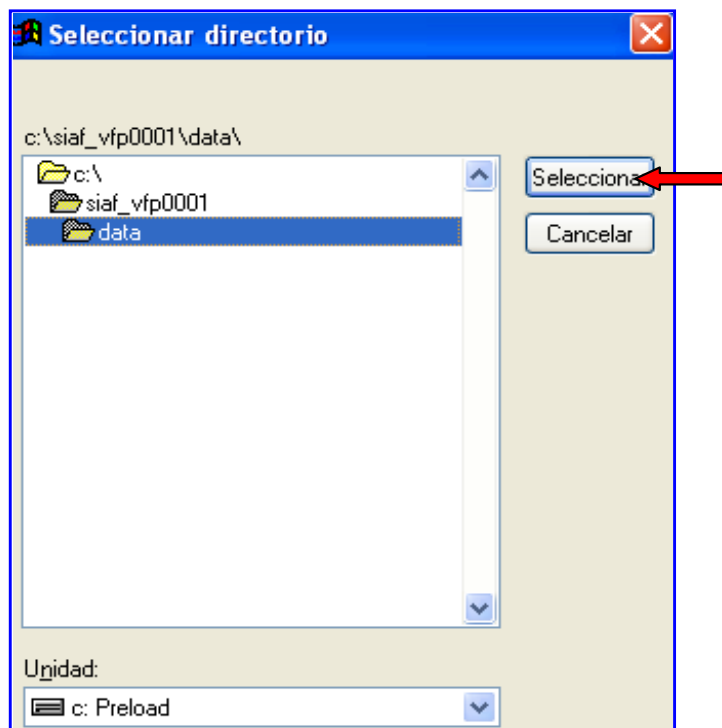 Seleccionar directorio
c:\siaf_vfp0001\data\
c:\
siaf_vfp0001
data
Seleccionar
Cancelar
Unidad:
c: Preload